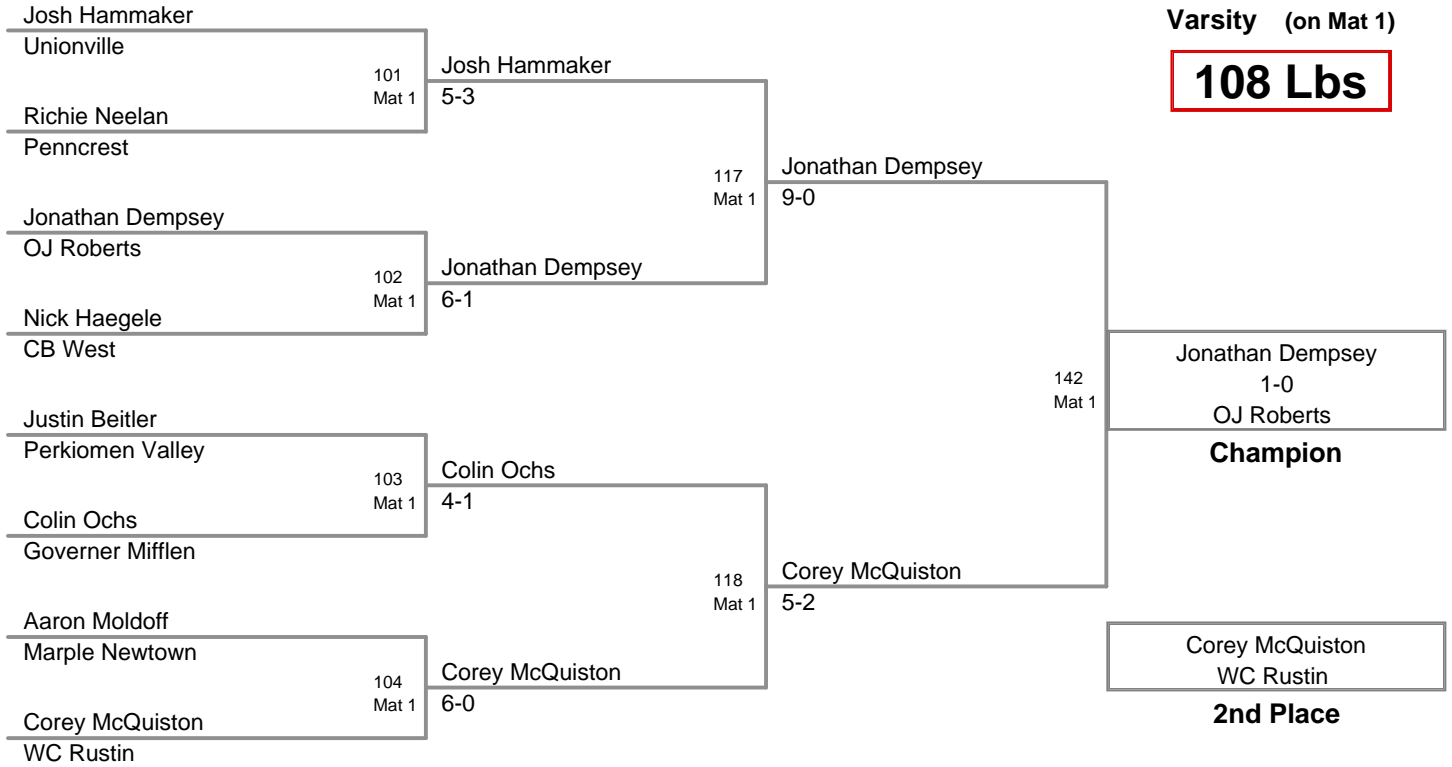 Josh Hammaker
Unionville
Richie Neelan
Penncrest
Jonathan Dempsey
OJ Roberts
Nick Haegele
CB West
Justin Beitler
Perkiomen Valley
Colin Ochs
Governer Mifflen
Aaron Moldoff
Marple Newtown
Corey McQuiston
WC Rustin
101
Mat 1
102
Mat 1
103
Mat 1
104
Mat 1
Josh Hammaker
5-3
Jonathan Dempsey
6-1
Colin Ochs
4-1
Corey McQuiston
6-0
117
Mat 1
118
Mat 1
Jonathan Dempsey
9-0
Corey McQuiston
5-2
142
Mat 1
Varsity (on Mat 1)
108 Lbs
Jonathan Dempsey
1-0
OJ Roberts
Champion
Corey McQuiston
WC Rustin
2nd Place